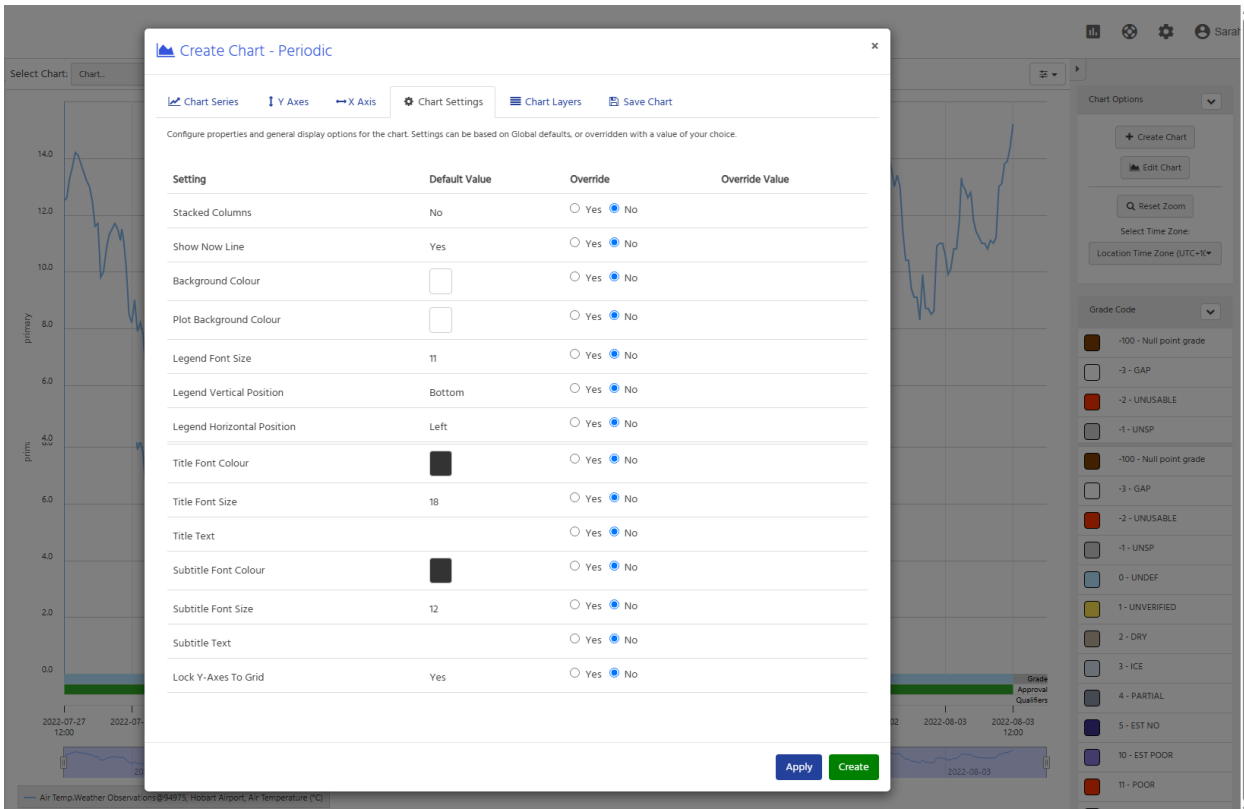 Sarah
Create Chart - Periodic
×
Select Chart: Chart..
Chart Series Y Axes X Axis Chart Settings Chart Layers Save Chart
Configure properties and general display options for the chart. Settings can be based on Global defaults, or overridden with a value of your choice.
Setting Default Value Override Override Value
Stacked Columns No Yes No
Show Now Line Yes Yes No
Background Colour Yes No
Plot Background Colour Yes No
Legend Font Size 11 Yes No
Legend Vertical Position Bottom Yes No
Legend Horizontal Position Left Yes No
Title Font Colour Yes No
Title Font Size 18 Yes No
Title Text Yes No
Subtitle Font Colour Yes No
Subtitle Font Size 12 Yes No
Subtitle Text Yes No
Lock Y-Axes To Grid Yes Yes No
Apply Create
14.0
12.0
10.0
8.0
6.0
4.0
6.0
4.0
2.0
0.0
primary
Grade
Approval
Qualifiers
2022-07-27
12:00
2022-07-
02
2022-08-03
2022-08-03
12:00
20
2022-08-03
Air Temp.Weather Observations@94975, Hobart Airport, Air Temperature (°C)
Chart Options
+ Create Chart
Edit Chart
Reset Zoom
Select Time Zone:
Location Time Zone (UTC+1(
Grade Code
-100 - Null point grade
-3 - GAP
-2 - UNUSABLE
-1 - UNSP
-100 - Null point grade
-3 - GAP
-2 - UNUSABLE
-1 - UNSP
0 - UNDEF
1 - UNVERIFIED
2 - DRY
3 - ICE
4 - PARTIAL
5 - EST NO
10 - EST POOR
11 - POOR